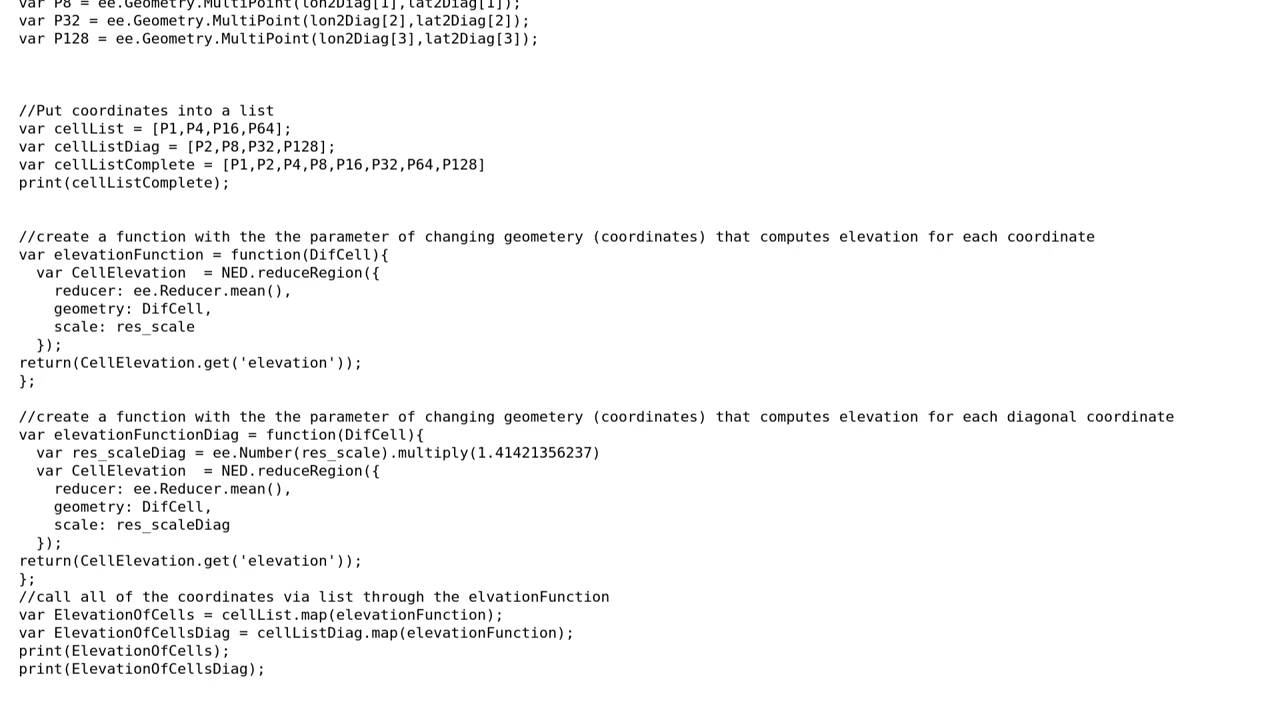 var P8 = ee.Geometry.MultiPoint(lon2Diag[1],lat2Diag[1]);
var P32 = ee.Geometry.MultiPoint(lon2Diag[2],lat2Diag[2]);
var P128 = ee.Geometry.MultiPoint(lon2Diag[3],lat2Diag[3]);
//Put coordinates into a list
var cellList = [P1,P4,P16,P64];
var cellListDiag = [P2,P8,P32,P128];
var cellListComplete = [P1,P2,P4,P8,P16,P32,P64,P128]
print(cellListComplete);
//create a function with the the parameter of changing geometery (coordinates) that computes elevation for each coordinate
var elevationFunction = function(DifCell){
  var CellElevation  = NED.reduceRegion({
    reducer: ee.Reducer.mean(),
    geometry: DifCell,
    scale: res_scale
  });
return(CellElevation.get('elevation'));
};
//create a function with the the parameter of changing geometery (coordinates) that computes elevation for each diagonal coordinate
var elevationFunctionDiag = function(DifCell){
  var res_scaleDiag = ee.Number(res_scale).multiply(1.41421356237)
  var CellElevation  = NED.reduceRegion({
    reducer: ee.Reducer.mean(),
    geometry: DifCell,
    scale: res_scaleDiag
  });
return(CellElevation.get('elevation'));
};
//call all of the coordinates via list through the elvationFunction
var ElevationOfCells = cellList.map(elevationFunction);
var ElevationOfCellsDiag = cellListDiag.map(elevationFunction);
print(ElevationOfCells);
print(ElevationOfCellsDiag);